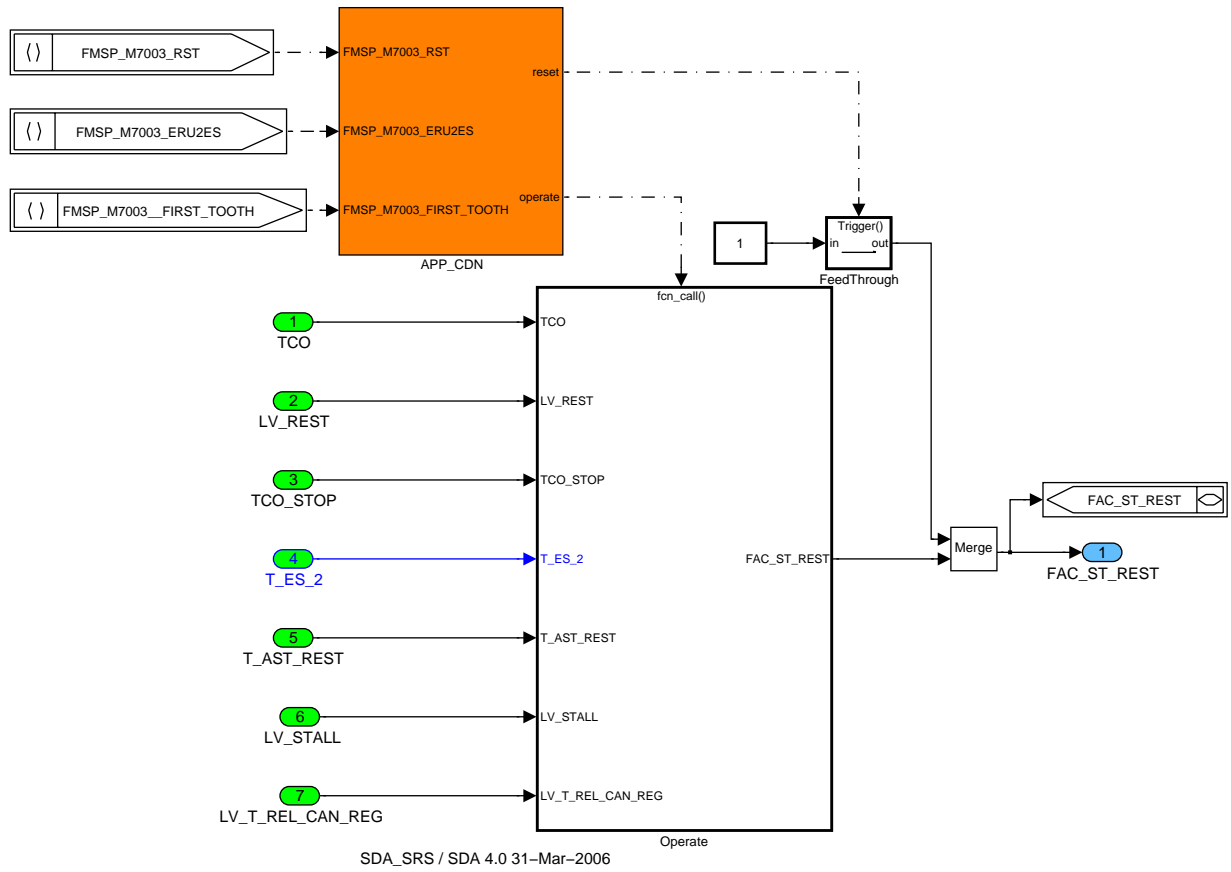 FMSP_M7003_RST
FMSP_M7003_ERU2ES
FMSP_M7003__FIRST_TOOTH
FMSP_M7003_RST
FMSP_M7003_ERU2ES
FMSP_M7003_FIRST_TOOTH
reset
operate
APP_CDN
1
Trigger()
in out
FeedThrough
fcn_call()
1
TCO
TCO
2
LV_REST
LV_REST
3
TCO_STOP
TCO_STOP
4
T_ES_2
T_ES_2
5
T_AST_REST
T_AST_REST
6
LV_STALL
LV_STALL
7
LV_T_REL_CAN_REG
LV_T_REL_CAN_REG
FAC_ST_REST
Operate
Merge
FAC_ST_REST
1
FAC_ST_REST
SDA_SRS / SDA 4.0 31−Mar−2006